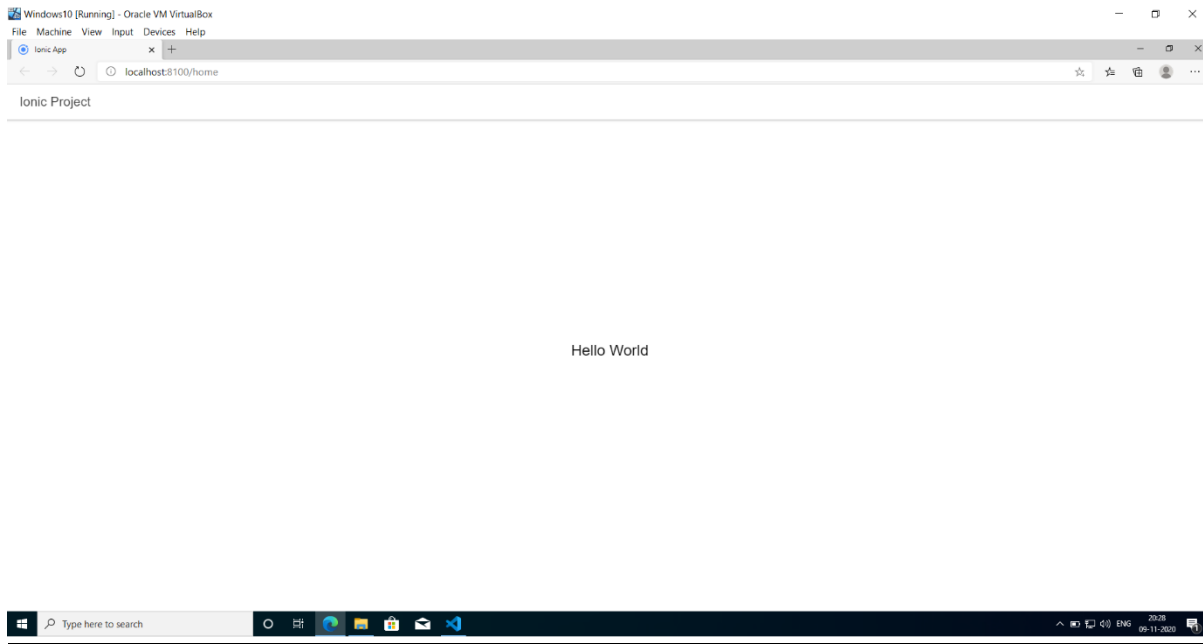 Windows10 [Running] - Oracle VM VirtualBox
File Machine View Input Devices Help
Ionic App
localhost:8100/home
Ionic Project
Hello World
Type here to search
ENG
20:28
09-11-2020